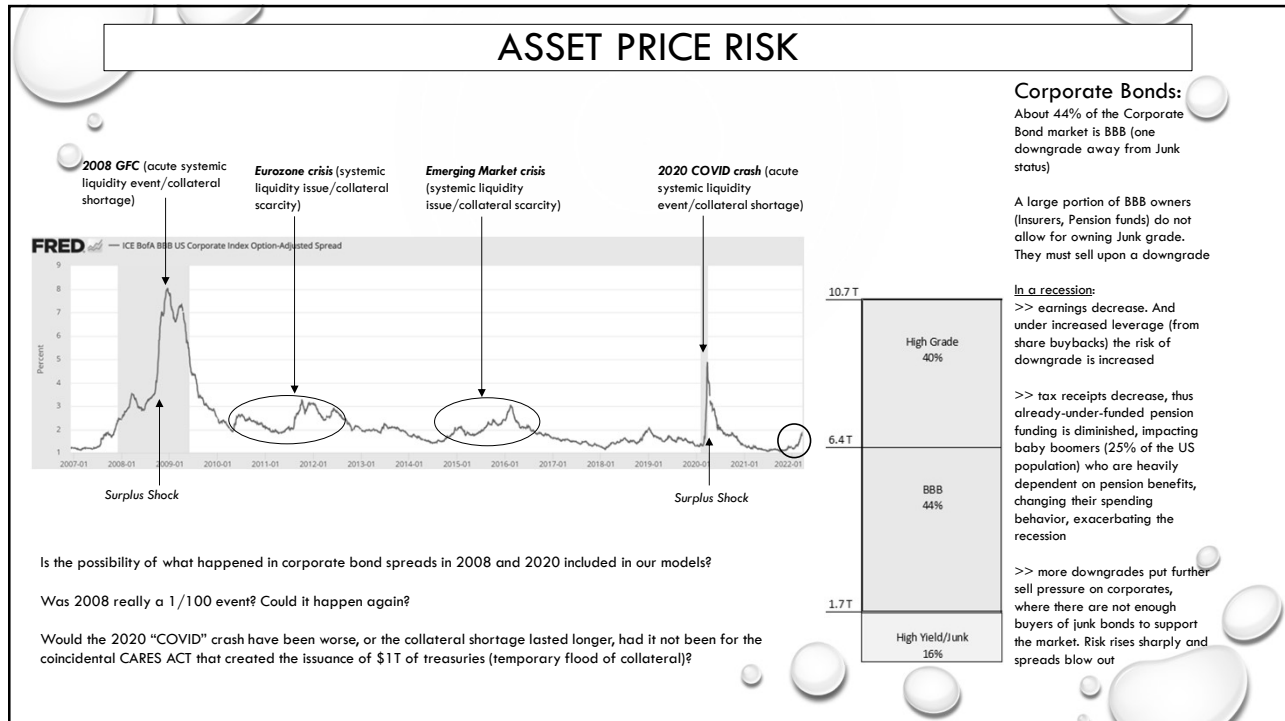 ASSET PRICE RISK
2008 GFC (acute systemic
liquidity event/collateral
shortage)
Eurozone crisis (systemic
liquidity issue/collateral
scarcity)
Emerging Market crisis
(systemic liquidity
issue/collateral scarcity)
2020 COVID crash (acute
systemic liquidity
event/collateral shortage)
FRED — ICE BofA BBB US Corporate Index Option-Adjusted Spread
Percent
9
8
7
6
5
4
3
2
1
2007-01 2008-01 2009-01 2010-01 2011-01 2012-01 2013-01 2014-01 2015-01 2016-01 2017-01 2018-01 2019-01 2020-01 2021-01 2022-01
Surplus Shock
Surplus Shock
Is the possibility of what happened in corporate bond spreads in 2008 and 2020 included in our models?
Was 2008 really a 1/100 event? Could it happen again?
Would the 2020 “COVID” crash have been worse, or the collateral shortage lasted longer, had it not been for the
coincidental CARES ACT that created the issuance of $1T of treasuries (temporary flood of collateral)?
10.7 T
High Grade
40%
6.4 T
BBB
44%
1.7 T
High Yield/Junk
16%
Corporate Bonds:
About 44% of the Corporate
Bond market is BBB (one
downgrade away from Junk
status)
A large portion of BBB owners
(Insurers, Pension funds) do not
allow for owning Junk grade.
They must sell upon a downgrade
In a recession:
>> earnings decrease. And
under increased leverage (from
share buybacks) the risk of
downgrade is increased
>> tax receipts decrease, thus
already-under-funded pension
funding is diminished, impacting
baby boomers (25% of the US
population) who are heavily
dependent on pension benefits,
changing their spending
behavior, exacerbating the
recession
>> more downgrades put further
sell pressure on corporates,
where there are not enough
buyers of junk bonds to support
the market. Risk rises sharply and
spreads blow out